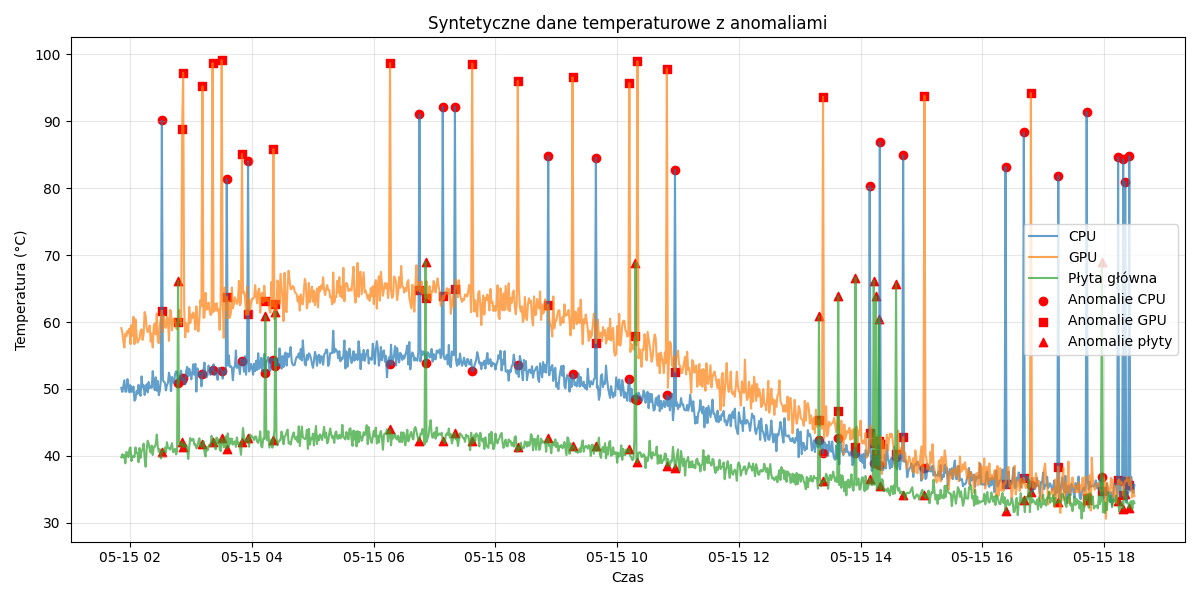 Syntetyczne dane temperaturowe z anomaliami
Temperatura (°C)
100
90
80
70
60
50
40
30
CPU
GPU
Płyta główna
Anomalie CPU
Anomalie GPU
Anomalie płyty
05-15 02
05-15 04
05-15 06
05-15 08
05-15 10
05-15 12
05-15 14
05-15 16
05-15 18
Czas